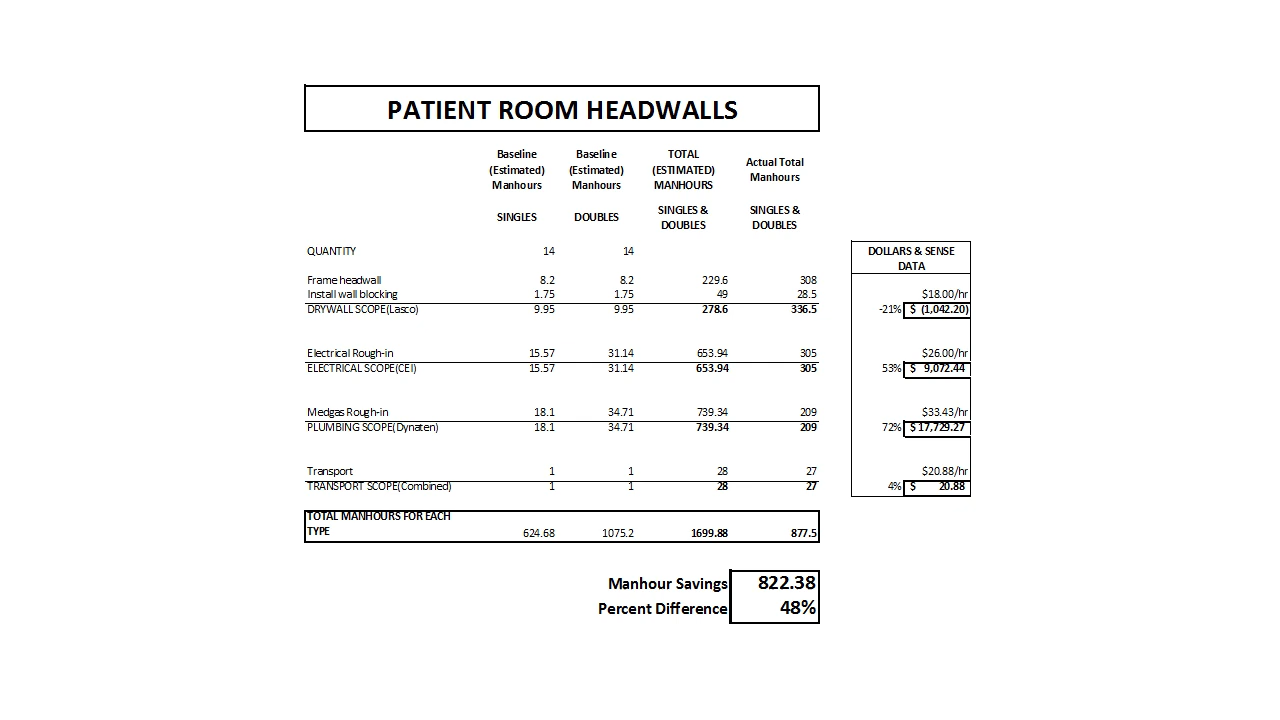 PATIENT ROOM HEADWALLS
Baseline (Estimated) Manhours Baseline (Estimated) Manhours TOTAL (ESTIMATED) MANHOURS Actual Total Manhours
SINGLES DOUBLES SINGLES & DOUBLES SINGLES & DOUBLES
QUANTITY 14 14 DOLLARS & SENSE DATA
Frame headwall 8.2 8.2 229.6 308
Install wall blocking 1.75 1.75 49 28.5 $18.00/hr
DRYWALL SCOPE(Lasco) 9.95 9.95 278.6 336.5 -21% $ (1,042.20)
Electrical Rough-in 15.57 31.14 653.94 305 $26.00/hr
ELECTRICAL SCOPE(CEI) 15.57 31.14 653.94 305 53% $ 9,072.44
Medgas Rough-in 18.1 34.71 739.34 209 $33.43/hr
PLUMBING SCOPE(Dynaten) 18.1 34.71 739.34 209 72% $ 17,729.27
Transport 1 1 28 27 $20.88/hr
TRANSPORT SCOPE(Combined) 1 1 28 27 4% $ 20.88
TOTAL MANHOURS FOR EACH
TYPE 624.68 1075.2 1699.88 877.5
Manhour Savings 822.38
Percent Difference 48%